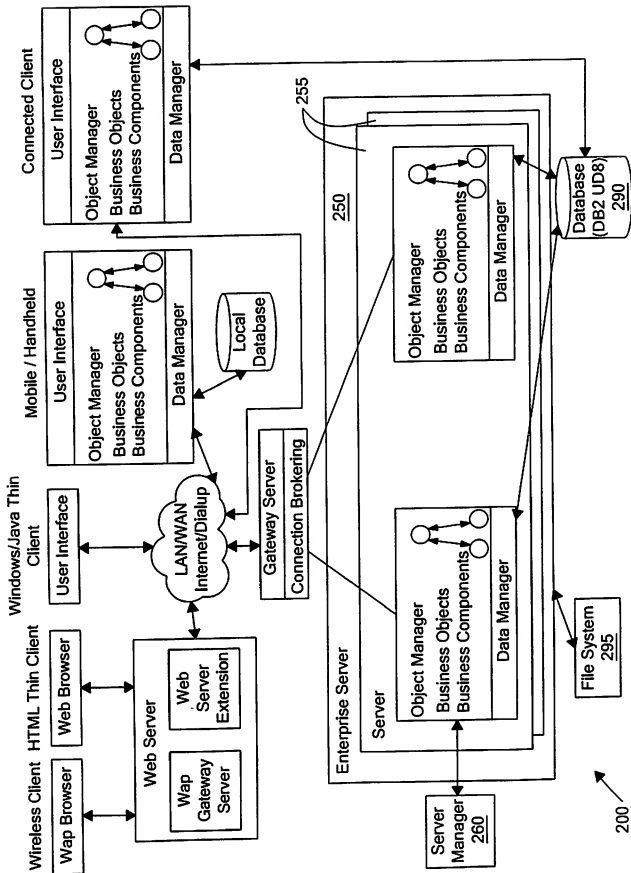 Wireless Client
HTML Thin Client
Windows/Java Thin
Client
Mobile / Handheld
Connected Client
Wap Browser
Web Browser
User Interface
User Interface
Object Manager
Business Objects
Business Components
Data Manager
User Interface
Object Manager
Business Objects
Business Components
Data Manager
Web Server
Wap
Gateway
Server
Web
Server
Extension
LAN/WAN
Internet/Dialup
Local
Database
Gateway Server
Connection Brokering
Enterprise Server
250
255
Server
Object Manager
Business Objects
Business Components
Data Manager
Object Manager
Business Objects
Business Components
Data Manager
Server
Manager
260
File System
295
Database
(DB2 UD8)
290
200